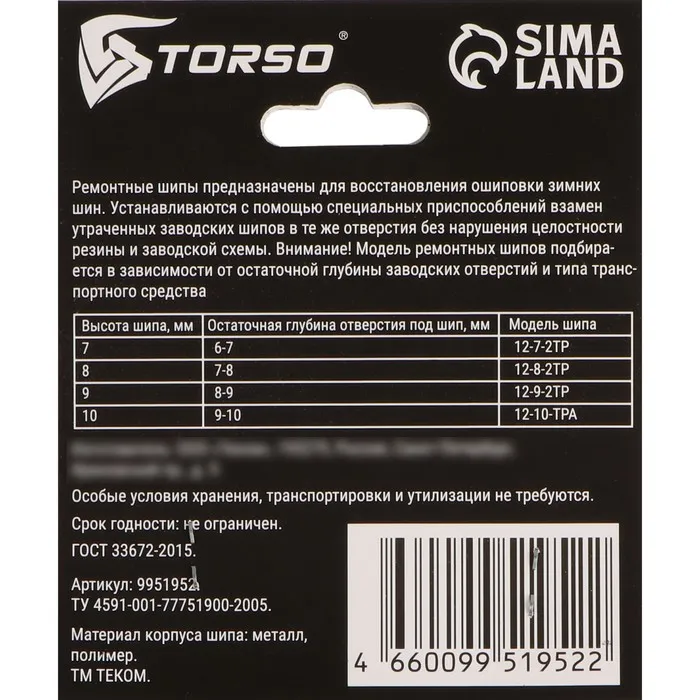 TORSO®
SIMA
LAND
Ремонтные шипы предназначены для восстановления ошиповки зимних
шин. Устанавливаются с помощью специальных приспособлений взамен
утраченных заводских шипов в те же отверстия без нарушения целостности
резины и заводской схемы. Внимание! Модель ремонтных шипов подбира-
ется в зависимости от остаточной глубины заводских отверстий и типа транс-
портного средства
Высота шипа, мм Остаточная глубина отверстия под шип, мм Модель шипа
7 6-7 12-7-2TP
8 7-8 12-8-2TP
9 8-9 12-9-2TP
10 9-10 12-10-TPA
Особые условия хранения, транспортировки и утилизации не требуются.
Срок годности: не ограничен.
ГОСТ 33672-2015.
Артикул: 9951952.
ТУ 4591-001-77751900-2005.
Материал корпуса шипа: металл,
полимер.
ТМ ТЕКОМ.
4 660099 519522